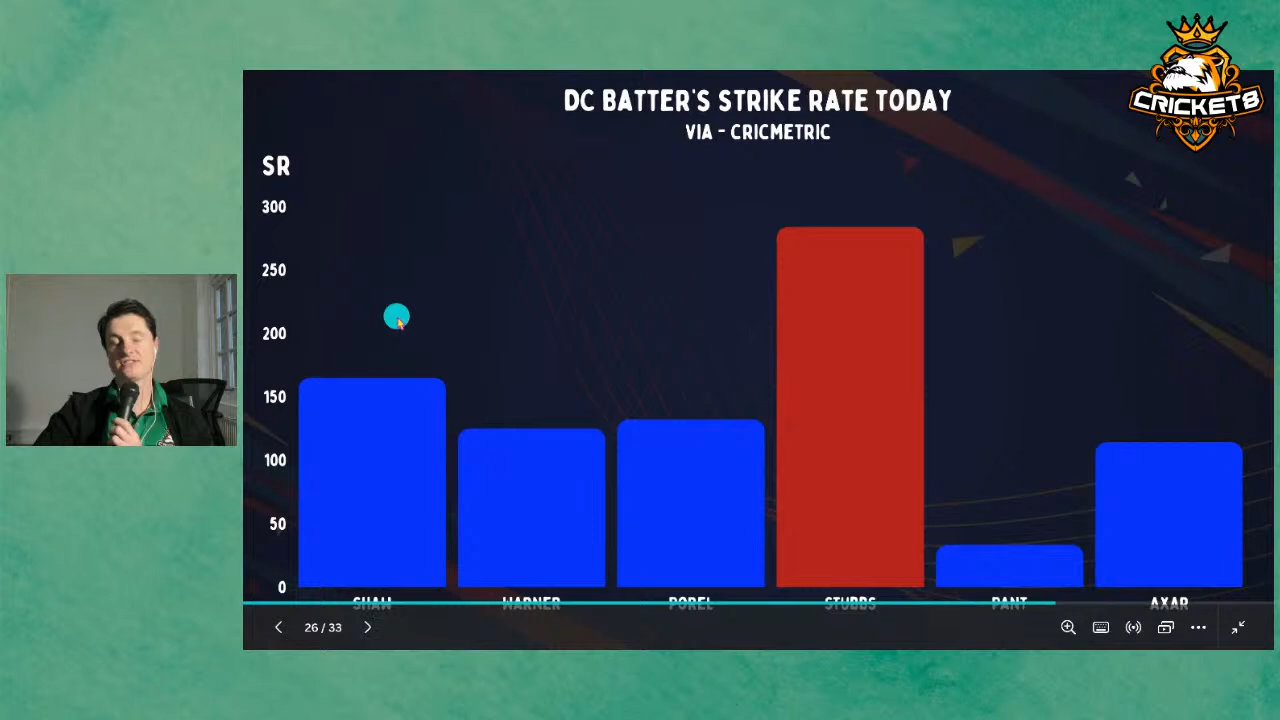 CRICKET8
DC BATTER'S STRIKE RATE TODAY
VIA - CRICMETRIC
SR
300
250
200
150
100
50
0
SHAW WARNER POREL STUBBS PANT AXAR
26 / 33